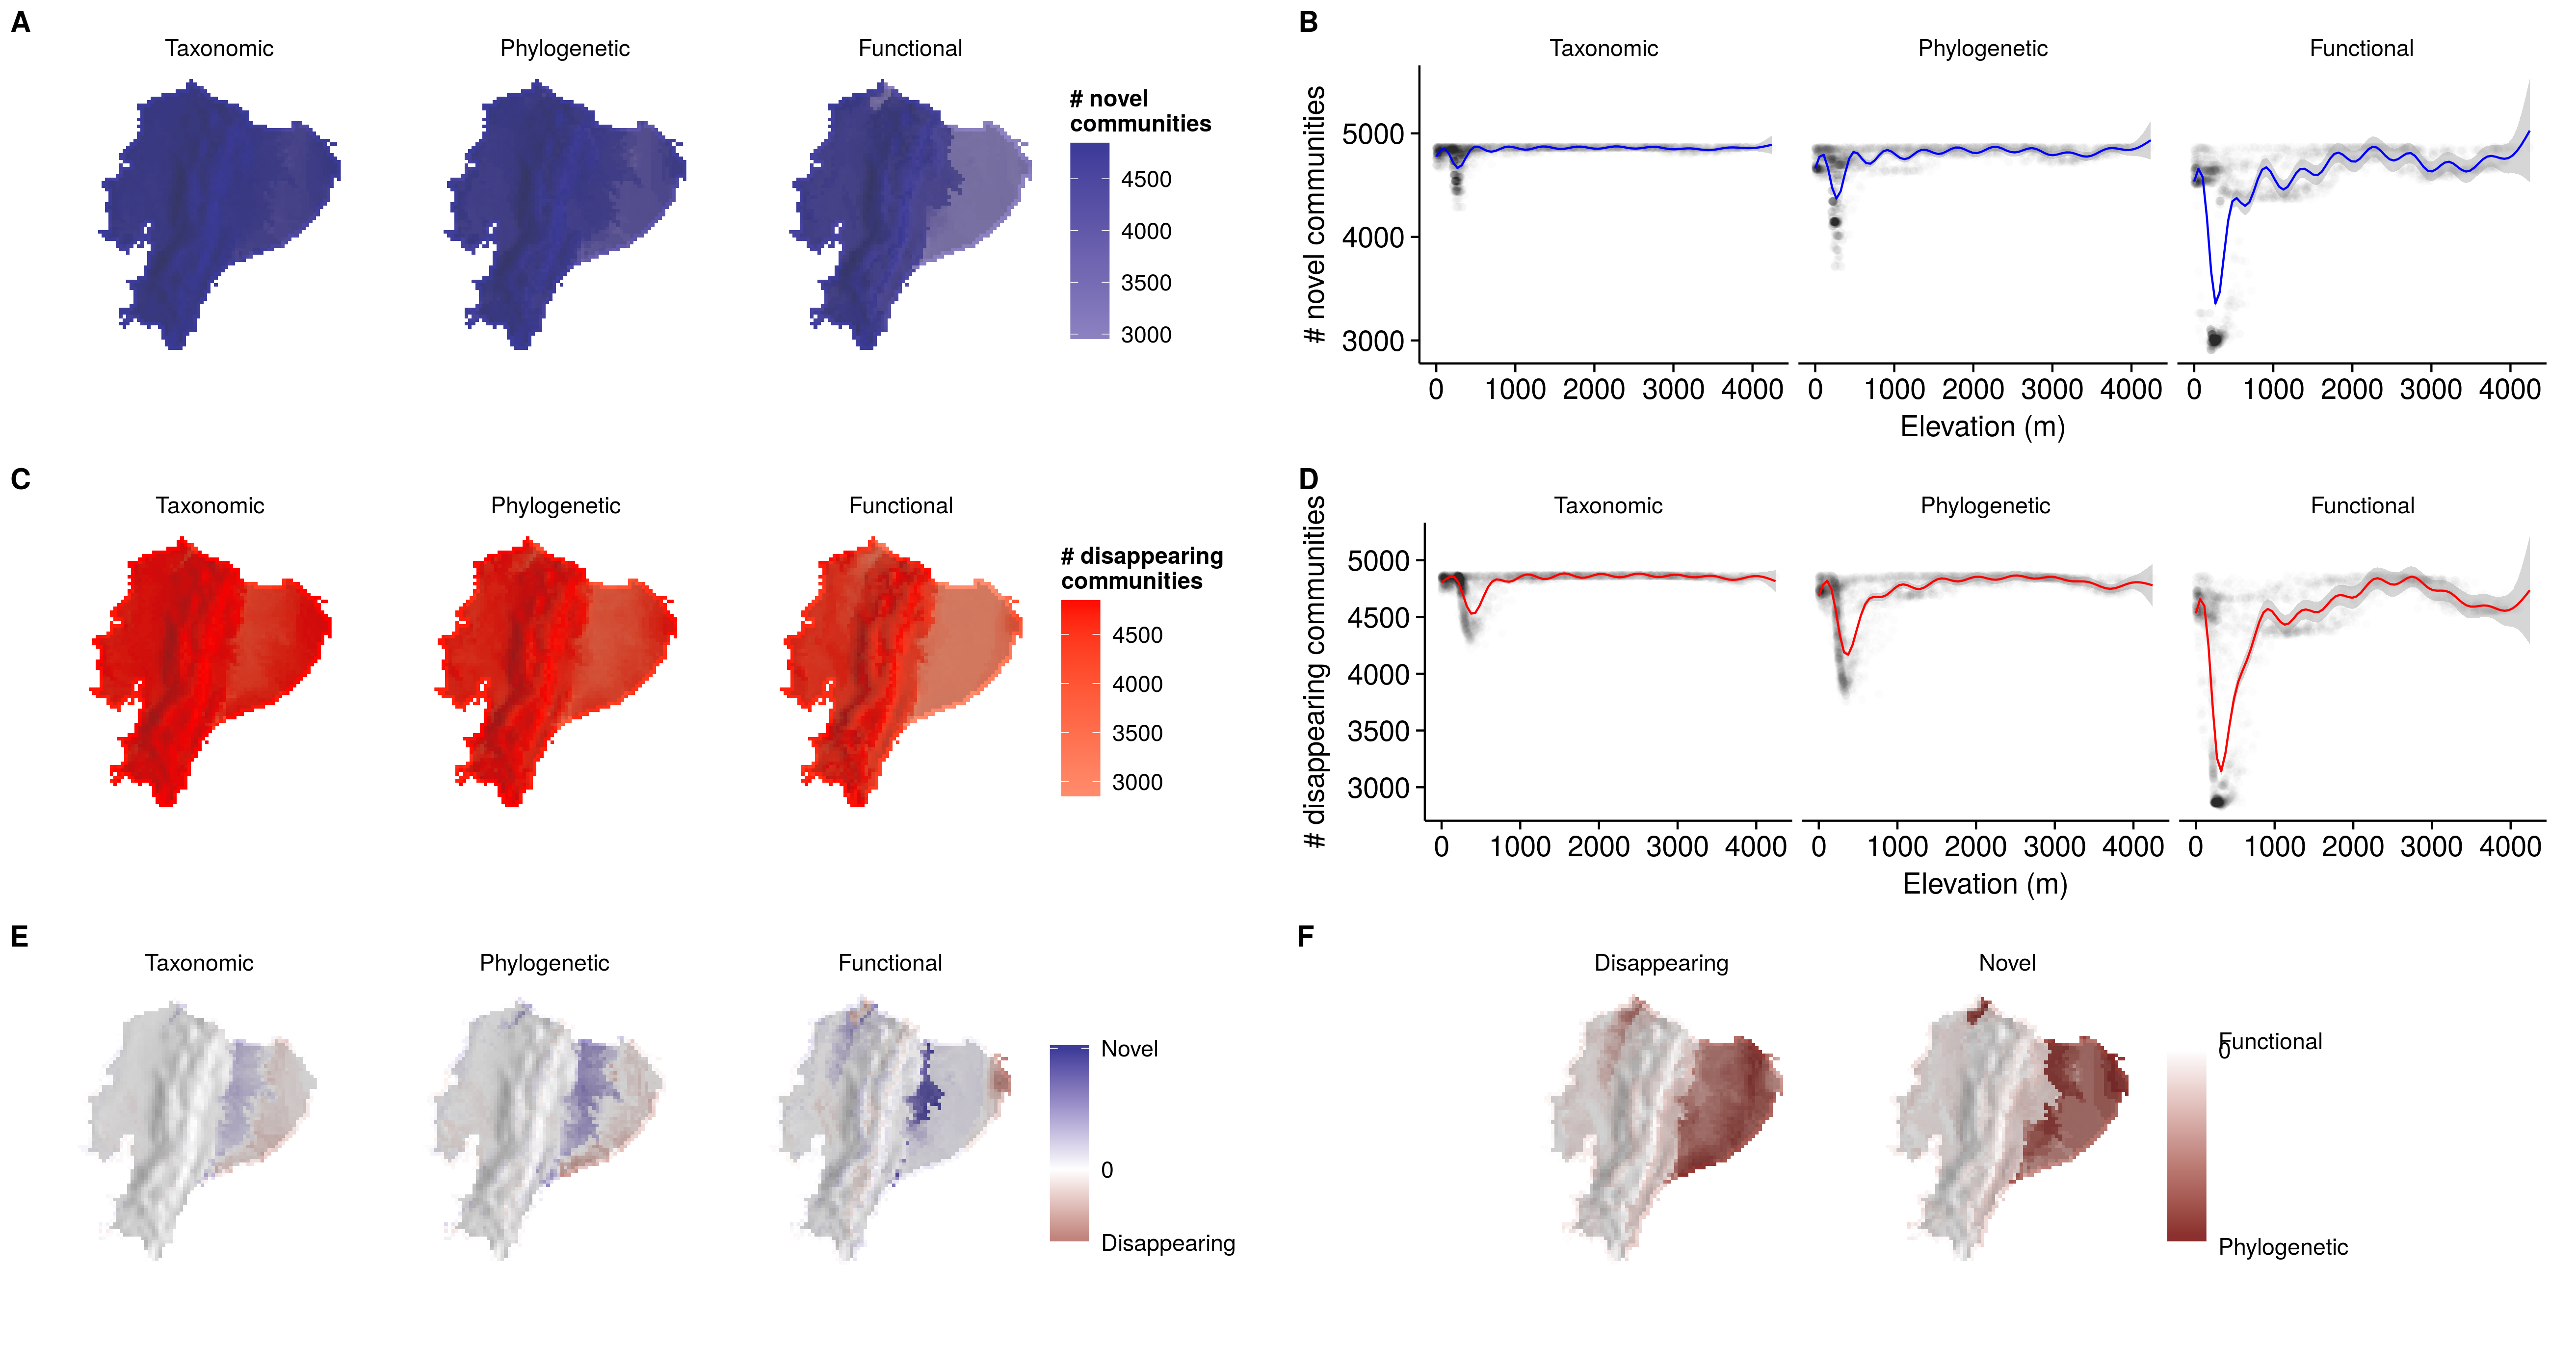 A
Taxonomic
Phylogenetic
Functional
# novel
communities
4500
4000
3500
3000
B
Taxonomic
Phylogenetic
Functional
# novel communities
5000
4000
3000
0 1000 2000 3000 4000
0 1000 2000 3000 4000
0 1000 2000 3000 4000
Elevation (m)
C
Taxonomic
Phylogenetic
Functional
# disappearing
communities
4500
4000
3500
3000
D
Taxonomic
Phylogenetic
Functional
# disappearing communities
5000
4500
4000
3500
3000
0 1000 2000 3000 4000
0 1000 2000 3000 4000
0 1000 2000 3000 4000
Elevation (m)
E
Taxonomic
Phylogenetic
Functional
Novel
0
Disappearing
F
Disappearing
Novel
Functional
0
Phylogenetic